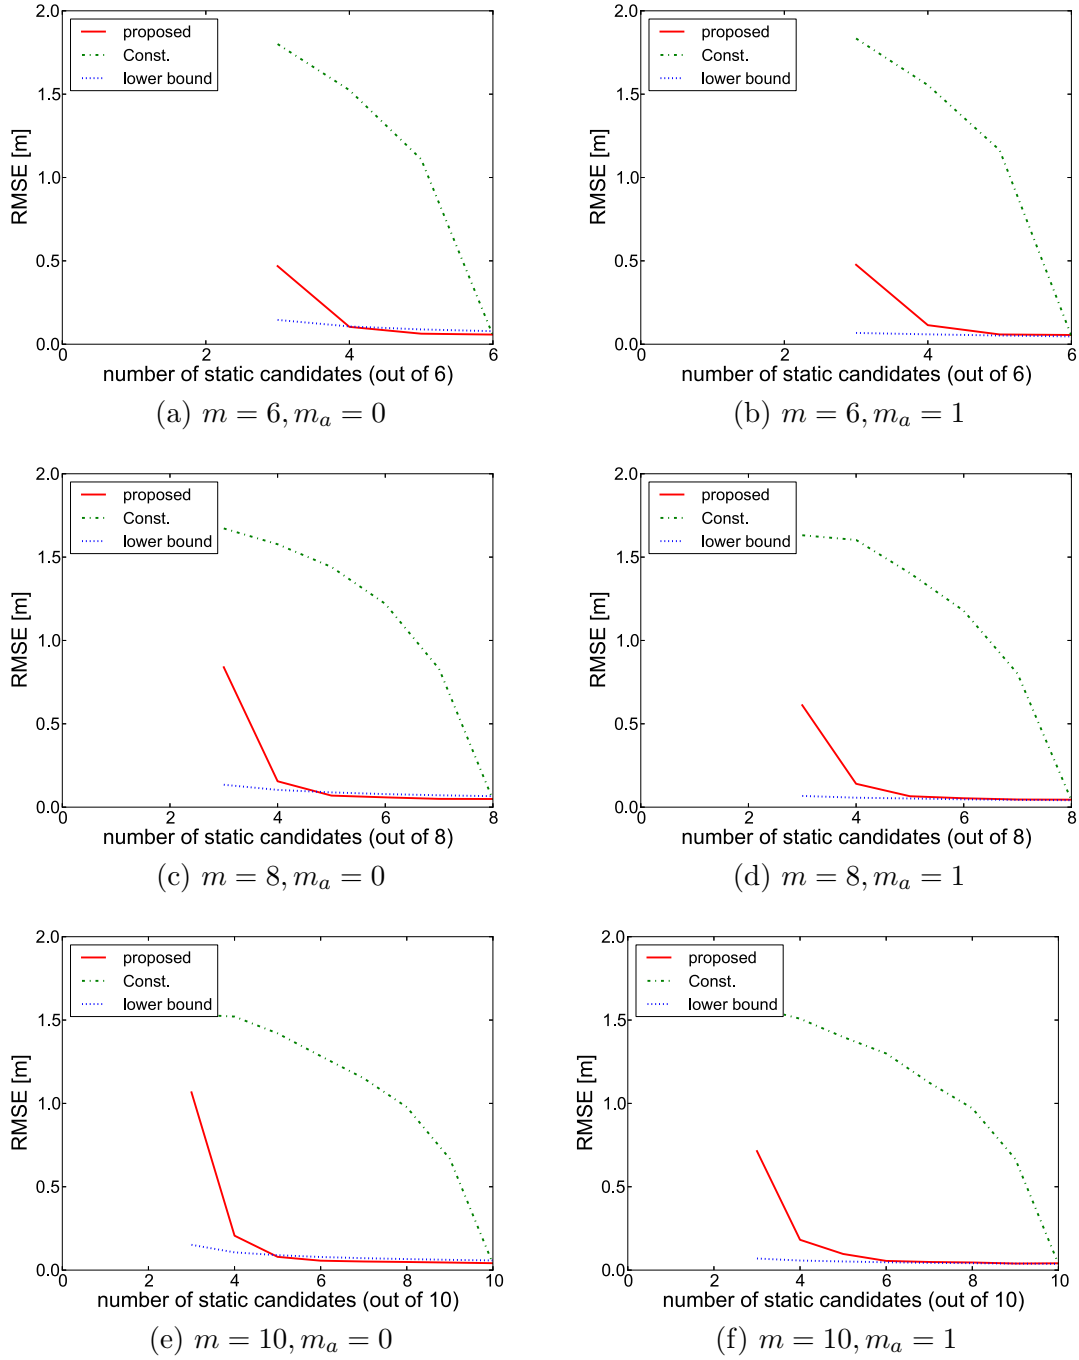 2.0
1.5
1.0
0.5
0.0
RMSE [m]
proposed
Const.
lower bound
0 2 4 6
number of static candidates (out of 6)
(a) m = 6, m_a = 0
2.0
1.5
1.0
0.5
0.0
RMSE [m]
proposed
Const.
lower bound
0 2 4 6
number of static candidates (out of 6)
(b) m = 6, m_a = 1
2.0
1.5
1.0
0.5
0.0
RMSE [m]
proposed
Const.
lower bound
0 2 4 6 8
number of static candidates (out of 8)
(c) m = 8, m_a = 0
2.0
1.5
1.0
0.5
0.0
RMSE [m]
proposed
Const.
lower bound
0 2 4 6 8
number of static candidates (out of 8)
(d) m = 8, m_a = 1
2.0
1.5
1.0
0.5
0.0
RMSE [m]
proposed
Const.
lower bound
0 2 4 6 8 10
number of static candidates (out of 10)
(e) m = 10, m_a = 0
2.0
1.5
1.0
0.5
0.0
RMSE [m]
proposed
Const.
lower bound
0 2 4 6 8 10
number of static candidates (out of 10)
(f) m = 10, m_a = 1